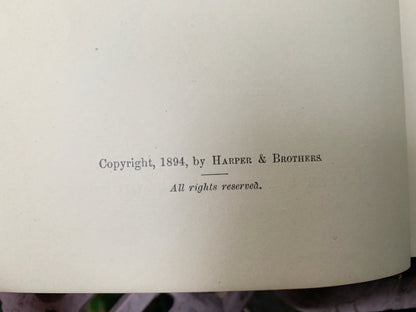 Copyright, 1894, by Harper & Brothers.
All rights reserved.